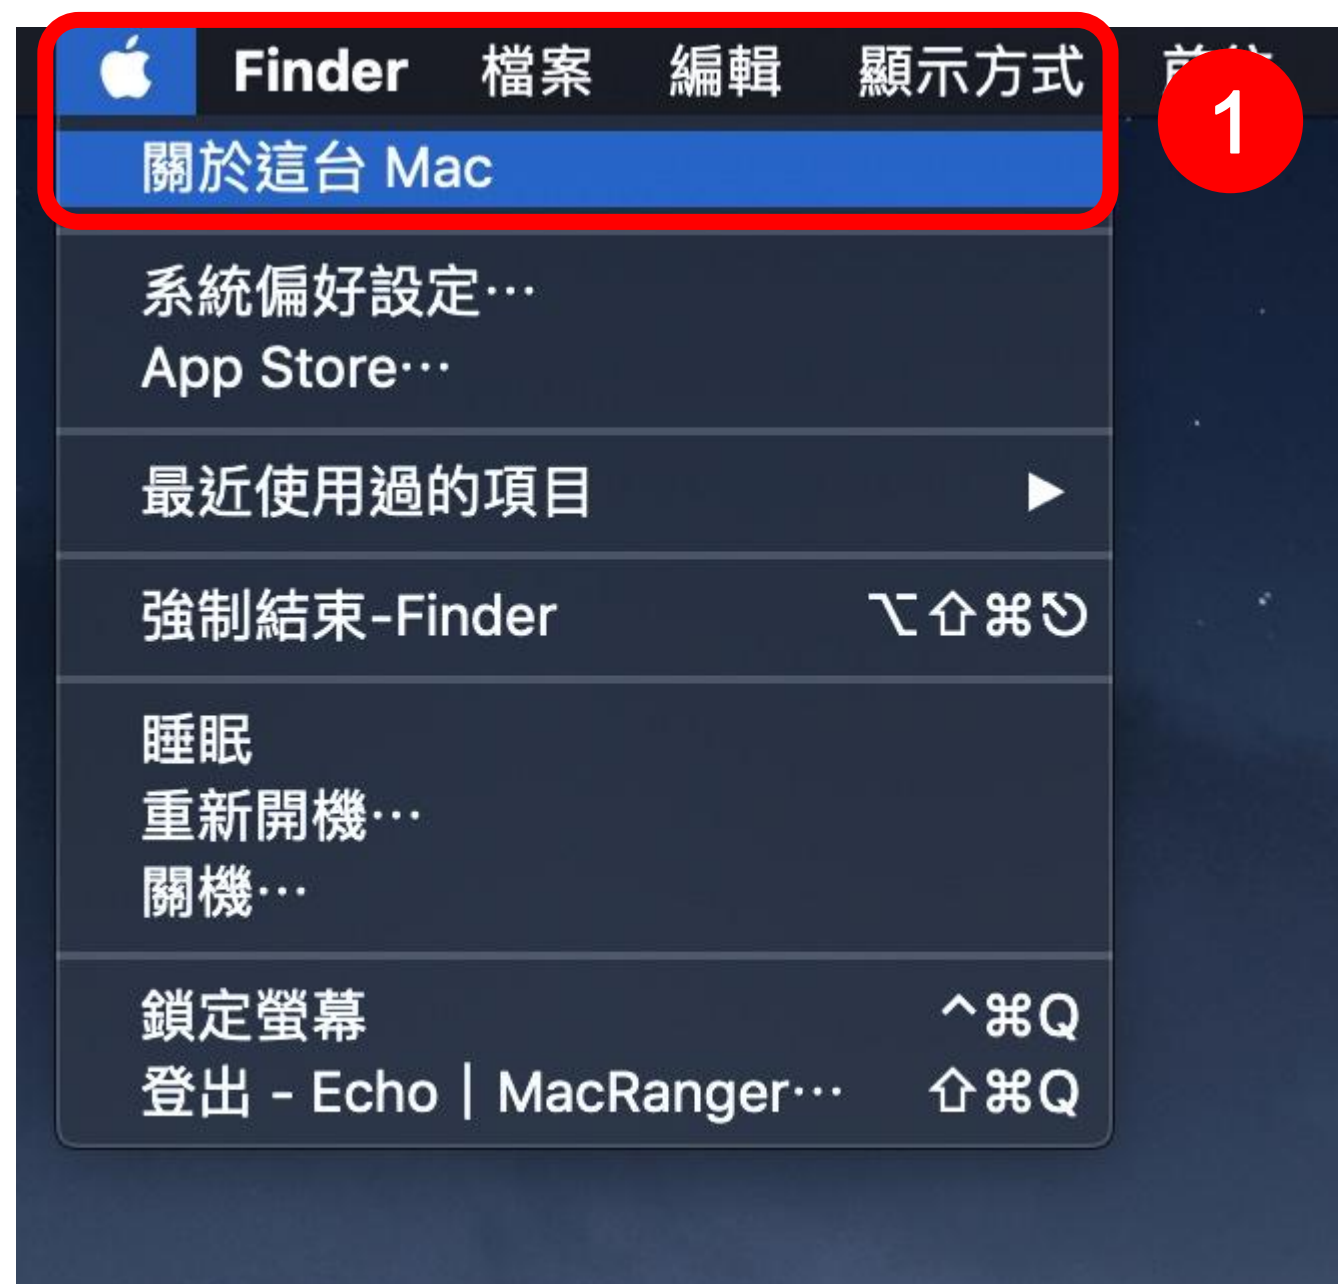 Finder 檔案 編輯 顯示方式
1
關於這台 Mac
系統偏好設定⋯
App Store⋯
最近使用過的項目 ▶
強制結束-Finder ⌥⇧⌘⎋
睡眠
重新開機⋯
關機⋯
鎖定螢幕 ^⌘Q
登出 - Echo | MacRanger⋯ ⇧⌘Q